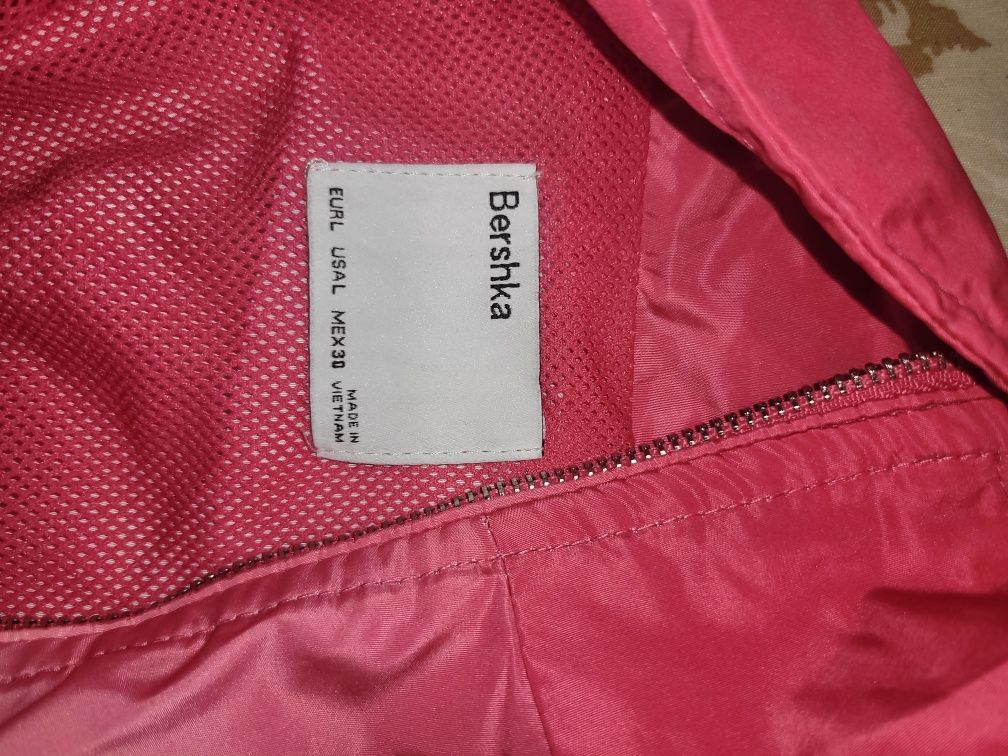 Bershka
EUR L USA L MEX 30 MADE IN
VIETNAM